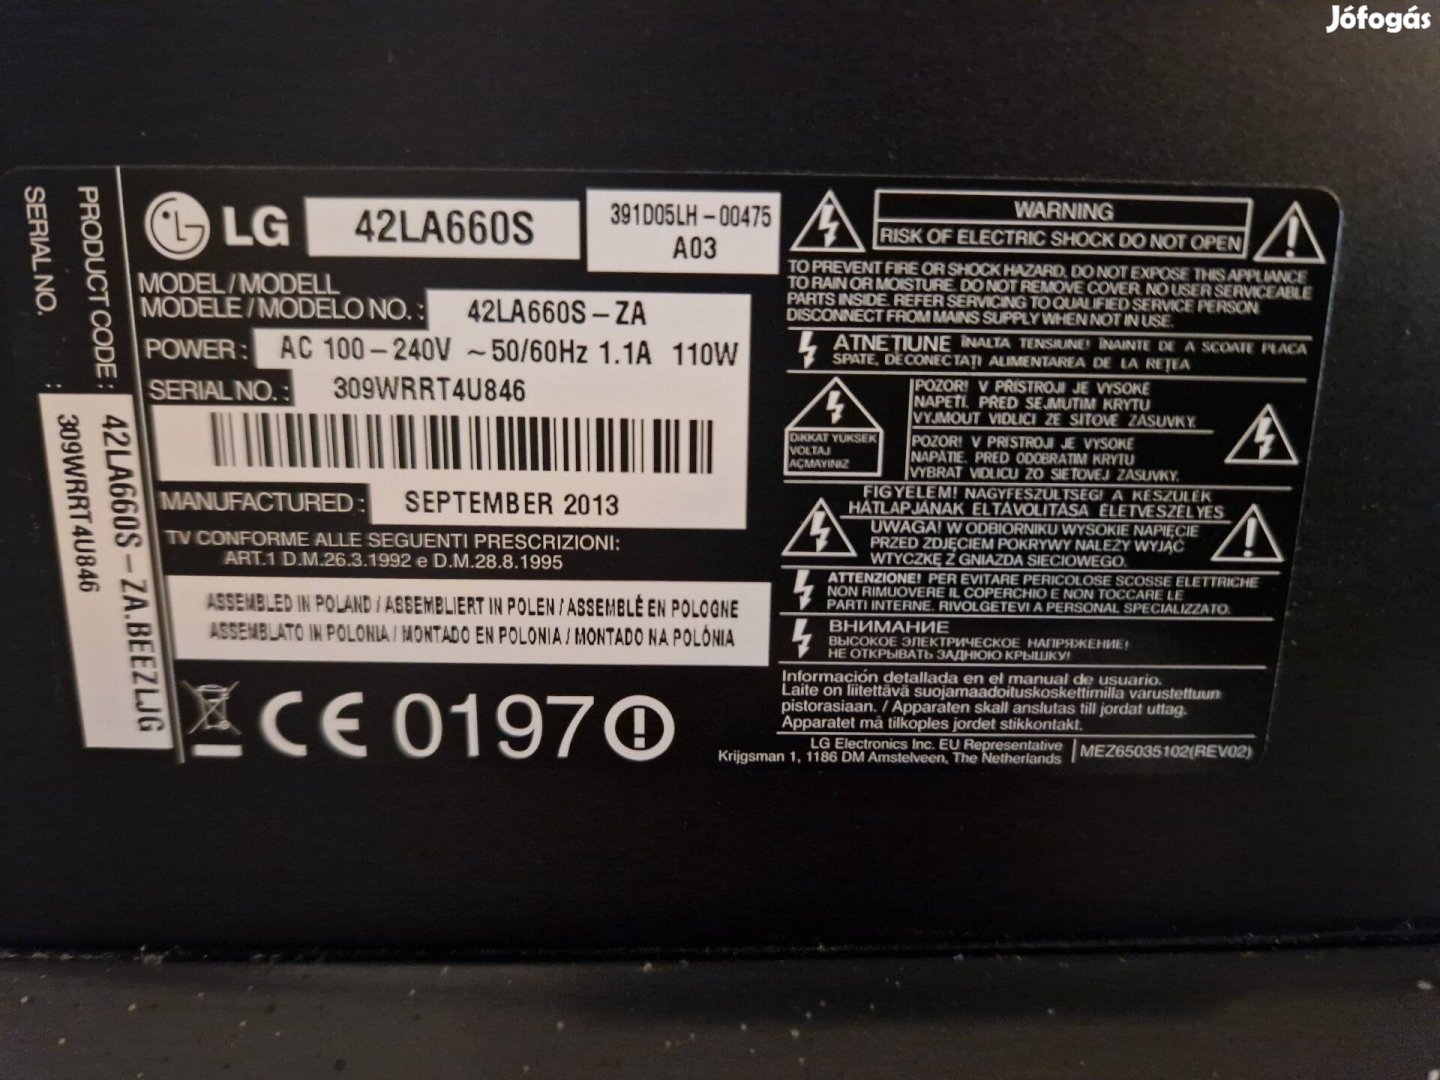 Jófogás
SERIAL NO. :
PRODUCT CODE :
309WRRT4U846
42LA660S-ZA.BEEZLJG
LG
42LA660S
391D05LH-00475
A03
MODEL/MODELL
MODELE/MODELO NO. :
42LA660S-ZA
POWER :
AC 100-240V ~50/60Hz 1.1A 110W
SERIAL NO. :
309WRRT4U846
MANUFACTURED :
SEPTEMBER 2013
TV CONFORME ALLE SEGUENTI PRESCRIZIONI:
ART.1 D.M.26.3.1992 e D.M.28.8.1995
ASSEMBLED IN POLAND / ASSEMBLIERT IN POLEN / ASSEMBLÉ EN POLOGNE
ASSEMBLATO IN POLONIA / MONTADO EN POLONIA / MONTADO NA POLÓNIA
CE 0197
WARNING
RISK OF ELECTRIC SHOCK DO NOT OPEN
TO PREVENT FIRE OR SHOCK HAZARD, DO NOT EXPOSE THIS APPLIANCE
TO RAIN OR MOISTURE. DO NOT REMOVE COVER. NO USER SERVICEABLE
PARTS INSIDE. REFER SERVICING TO QUALIFIED SERVICE PERSON.
DISCONNECT FROM MAINS SUPPLY WHEN NOT IN USE.
ATNEȚIUNE ÎNALTA TENSIUNE! ÎNAINTE DE A SCOATE PLACA
SPATE, DECONECTAȚI ALIMENTAREA DE LA REȚEA
DİKKAT YUKSEK
VOLTAJ
AÇMAYINIZ
POZOR! V PŘISTROJI JE VYSOKÉ
NAPĚTÍ. PŘED SEJMUTIM KRYTU
VYJMOUT VIDLICI ZE SITOVÉ ZASUVKY.
POZOR! V PRÍSTROJI JE VYSOKÉ
NAPÄTIE. PRED ODOBRATIM KRYTU
VYBRAT VIDLICU ZO SIEŤOVEJ ZÁSUVKY.
FIGYELEM! NAGYFESZÜLTSÉG! A KÉSZÜLÉK
HÁTLAPJÁNAK ELTÁVOLÍTÁSA ÉLETVESZÉLYES
UWAGA! W ODBIORNIKU WYSOKIE NAPIĘCIE
PRZED ZDJĘCIEM POKRYWY NALEŻY WYJĄĆ
WTYCZKĘ Z GNIAZDA SIECIOWEGO.
ATTENZIONE! PER EVITARE PERICOLOSE SCOSSE ELETTRICHE
NON RIMUOVERE IL COPERCHIO E NON TOCCARE LE
PARTI INTERNE. RIVOLGETEVI A PERSONAL SPECIALIZZATO.
ВНИМАНИЕ
ВЫСОКОЕ ЭЛЕКТРИЧЕСКОЕ НАПРЯЖЕНИЕ!
НЕ ОТКРЫВАТЬ ЗАДНЮЮ КРЫШКУ!
Información detallada en el manual de usuario.
Laite on liitettävä suojamaadoituskoskettimilla varustettuun
pistorasiaan. / Apparaten skall anslutas till jordat uttag.
Apparatet må tilkoples jordet stikkontakt.
LG Electronics Inc. EU Representative
Krijgsman 1, 1186 DM Amstelveen, The Netherlands
MEZ65035102(REV02)